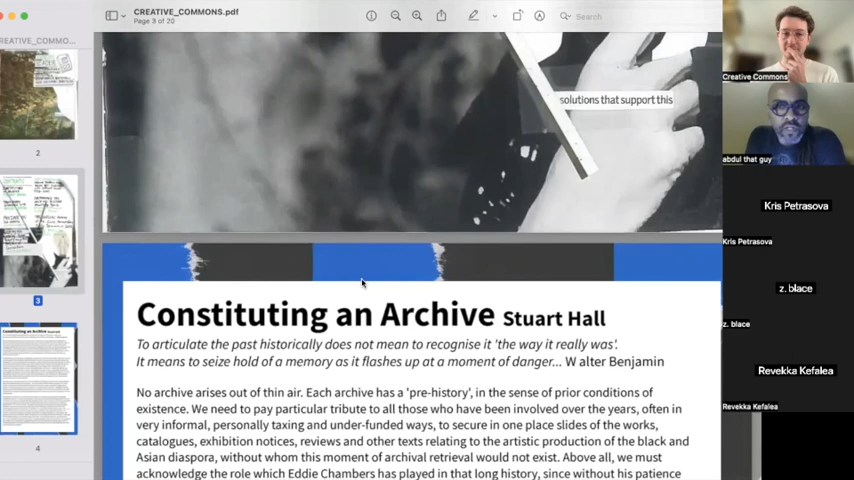 CREATIVE_COMMONS.pdf
Page 3 of 20
Search
CREATIVE_COMMO...
2
3
4
solutions that support this
Constituting an Archive Stuart Hall
To articulate the past historically does not mean to recognise it 'the way it really was'.
It means to seize hold of a memory as it flashes up at a moment of danger... W alter Benjamin
No archive arises out of thin air. Each archive has a 'pre-history', in the sense of prior conditions of
existence. We need to pay particular tribute to all those who have been involved over the years, often in
very informal, personally taxing and under-funded ways, to secure in one place slides of the works,
catalogues, exhibition notices, reviews and other texts relating to the artistic production of the black and
Asian diaspora, without whom this moment of archival retrieval would not exist. Above all, we must
acknowledge the role which Eddie Chambers has played in that long history, since without his patience
Creative Commons
abdul that guy
Kris Petrasova
Kris Petrasova
z. blace
z. blace
Revekka Kefalea
Revekka Kefalea